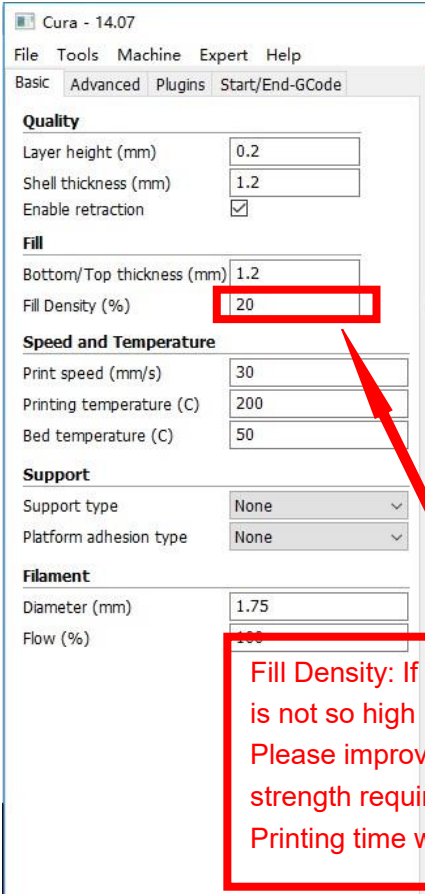 Cura - 14.07
File Tools Machine Expert Help
Basic Advanced Plugins Start/End-GCode
Quality
Layer height (mm) 0.2
Shell thickness (mm) 1.2
Enable retraction
Fill
Bottom/Top thickness (mm) 1.2
Fill Density (%) 20
Speed and Temperature
Print speed (mm/s) 30
Printing temperature (C) 200
Bed temperature (C) 50
Support
Support type None
Platform adhesion type None
Filament
Diameter (mm) 1.75
Flow (%) 100
Fill Density: If
is not so high
Please improv
strength requi
Printing time w